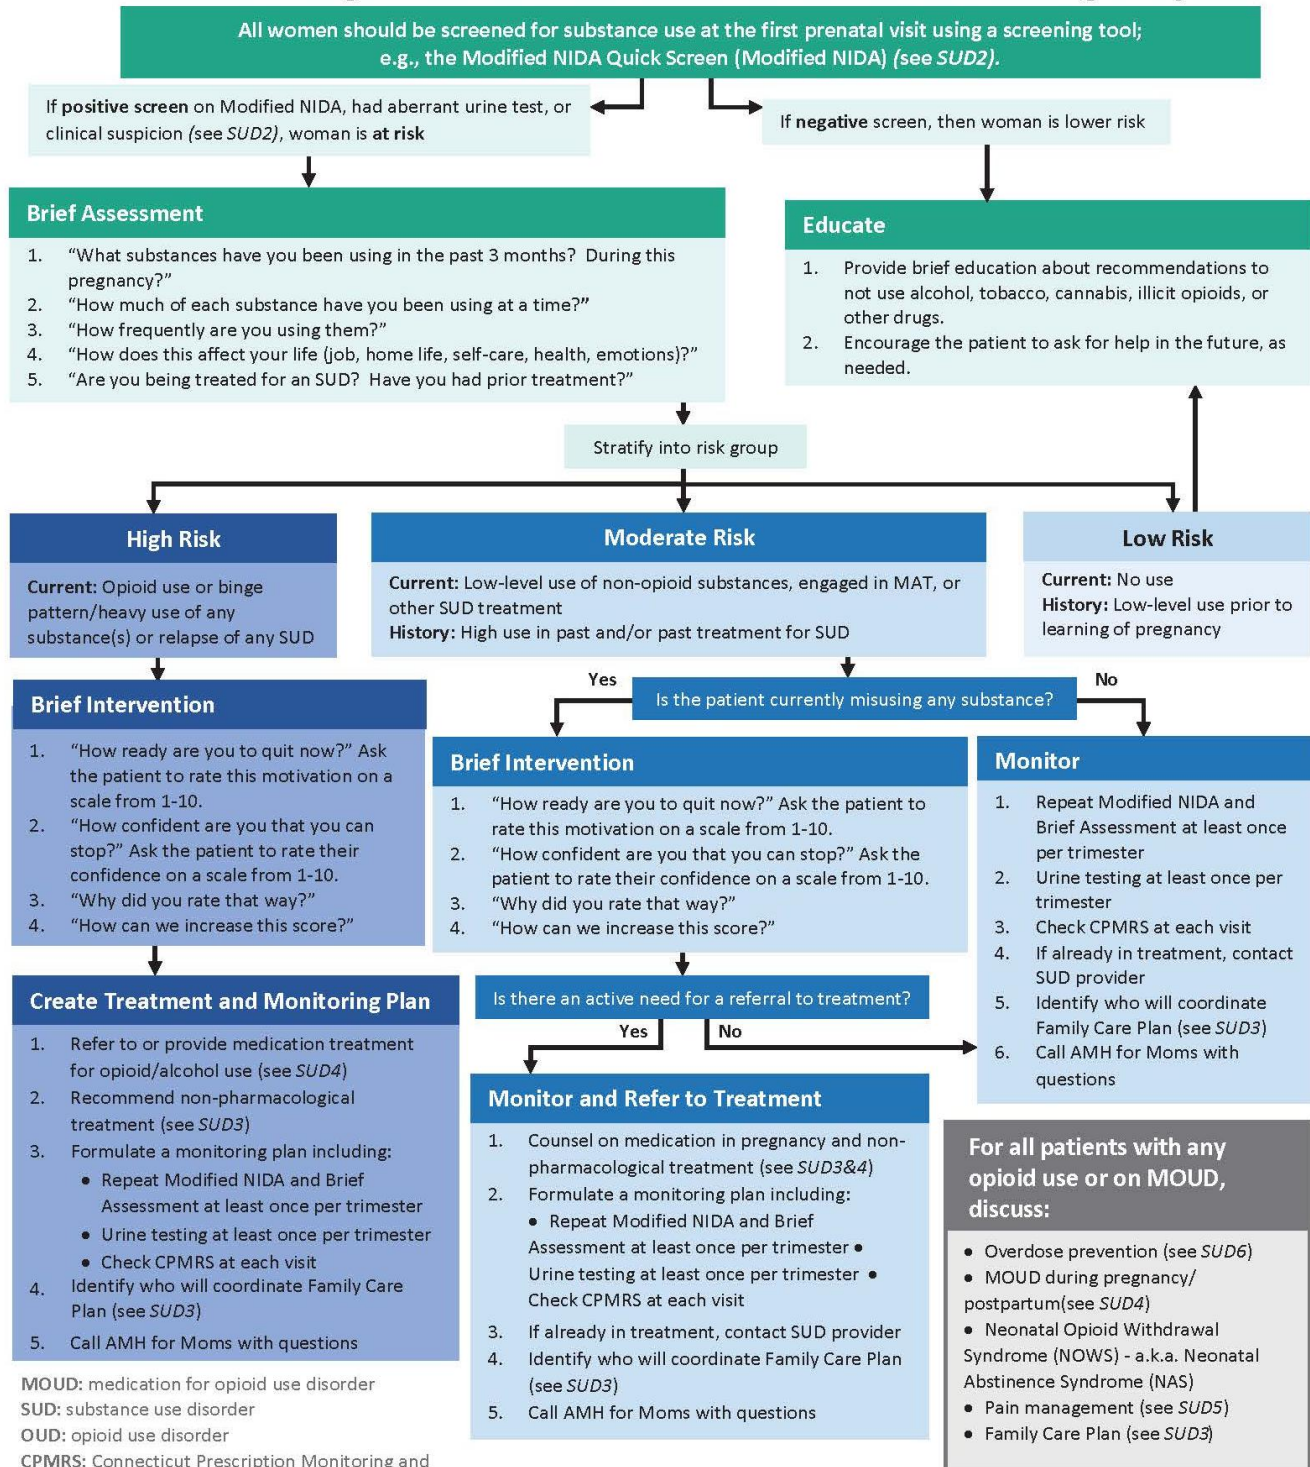 All women should be screened for substance use at the first prenatal visit using a screening tool;
e.g., the Modified NIDA Quick Screen (Modified NIDA) (see SUD2).
If positive screen on Modified NIDA, had aberrant urine test, or
clinical suspicion (see SUD2), woman is at risk
If negative screen, then woman is lower risk
Brief Assessment
1. “What substances have you been using in the past 3 months? During this
pregnancy?”
2. “How much of each substance have you been using at a time?”
3. “How frequently are you using them?”
4. “How does this affect your life (job, home life, self-care, health, emotions)?”
5. “Are you being treated for an SUD? Have you had prior treatment?”
Educate
1. Provide brief education about recommendations to
not use alcohol, tobacco, cannabis, illicit opioids, or
other drugs.
2. Encourage the patient to ask for help in the future, as
needed.
Stratify into risk group
High Risk
Current: Opioid use or binge
pattern/heavy use of any
substance(s) or relapse of any SUD
Moderate Risk
Current: Low-level use of non-opioid substances, engaged in MAT, or
other SUD treatment
History: High use in past and/or past treatment for SUD
Low Risk
Current: No use
History: Low-level use prior to
learning of pregnancy
Yes
Is the patient currently misusing any substance?
No
Brief Intervention
1. “How ready are you to quit now?” Ask
the patient to rate this motivation on a
scale from 1-10.
2. “How confident are you that you can
stop?” Ask the patient to rate their
confidence on a scale from 1-10.
3. “Why did you rate that way?”
4. “How can we increase this score?”
Brief Intervention
1. “How ready are you to quit now?” Ask the patient to
rate this motivation on a scale from 1-10.
2. “How confident are you that you can stop?” Ask the
patient to rate their confidence on a scale from 1-10.
3. “Why did you rate that way?”
4. “How can we increase this score?”
Monitor
1. Repeat Modified NIDA and
Brief Assessment at least once
per trimester
2. Urine testing at least once per
trimester
3. Check CPMRS at each visit
4. If already in treatment, contact
SUD provider
5. Identify who will coordinate
Family Care Plan (see SUD3)
6. Call AMH for Moms with
questions
Is there an active need for a referral to treatment?
Yes
No
Create Treatment and Monitoring Plan
1. Refer to or provide medication treatment
for opioid/alcohol use (see SUD4)
2. Recommend non-pharmacological
treatment (see SUD3)
3. Formulate a monitoring plan including:
● Repeat Modified NIDA and Brief
Assessment at least once per trimester
● Urine testing at least once per trimester
● Check CPMRS at each visit
4. Identify who will coordinate Family Care
Plan (see SUD3)
5. Call AMH for Moms with questions
Monitor and Refer to Treatment
1. Counsel on medication in pregnancy and non-
pharmacological treatment (see SUD3&4)
2. Formulate a monitoring plan including:
● Repeat Modified NIDA and Brief
Assessment at least once per trimester ●
Urine testing at least once per trimester ●
Check CPMRS at each visit
3. If already in treatment, contact SUD provider
4. Identify who will coordinate Family Care Plan
(see SUD3)
5. Call AMH for Moms with questions
For all patients with any
opioid use or on MOUD,
discuss:
● Overdose prevention (see SUD6)
● MOUD during pregnancy/
postpartum(see SUD4)
● Neonatal Opioid Withdrawal
Syndrome (NOWS) - a.k.a. Neonatal
Abstinence Syndrome (NAS)
● Pain management (see SUD5)
● Family Care Plan (see SUD3)
MOUD: medication for opioid use disorder
SUD: substance use disorder
OUD: opioid use disorder
CPMRS: Connecticut Prescription Monitoring and